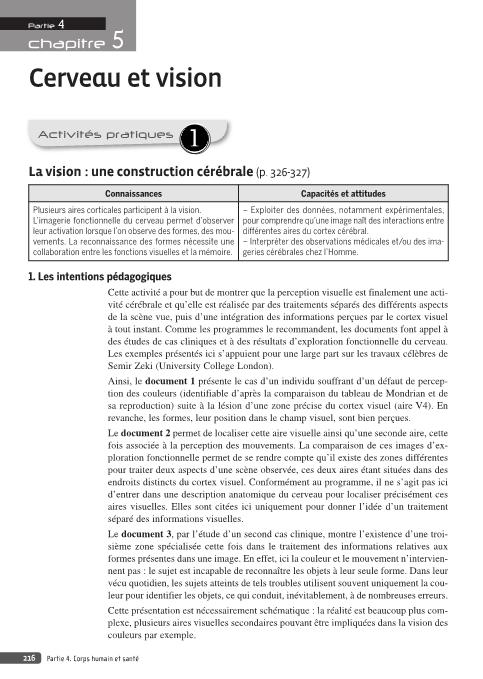 Partie 4
chapitre 5
Cerveau et vision
Activités pratiques 1
La vision : une construction cérébrale (p. 326-327)
Connaissances
Capacités et attitudes
Plusieurs aires corticales participent à la vision.
L'imagerie fonctionnelle du cerveau permet d'observer
leur activation lorsque l'on observe des formes, des mou-
vements. La reconnaissance des formes nécessite une
collaboration entre les fonctions visuelles et la mémoire.
– Exploiter des données, notamment expérimentales,
pour comprendre qu'une image naît des interactions entre
différentes aires du cortex cérébral.
– Interpréter des observations médicales et/ou des ima-
geries cérébrales chez l'Homme.
1. Les intentions pédagogiques
Cette activité a pour but de montrer que la perception visuelle est finalement une acti-
vité cérébrale et qu'elle est réalisée par des traitements séparés des différents aspects
de la scène vue, puis d'une intégration des informations perçues par le cortex visuel
à tout instant. Comme les programmes le recommandent, les documents font appel à
des études de cas cliniques et à des résultats d'exploration fonctionnelle du cerveau.
Les exemples présentés ici s'appuient pour une large part sur les travaux célèbres de
Semir Zeki (University College London).
Ainsi, le document 1 présente le cas d'un individu souffrant d'un défaut de percep-
tion des couleurs (identifiable d'après la comparaison du tableau de Mondrian et de
sa reproduction) suite à la lésion d'une zone précise du cortex visuel (aire V4). En
revanche, les formes, leur position dans le champ visuel, sont bien perçues.
Le document 2 permet de localiser cette aire visuelle ainsi qu'une seconde aire, cette
fois associée à la perception des mouvements. La comparaison de ces images d'ex-
ploration fonctionnelle permet de se rendre compte qu'il existe des zones différentes
pour traiter deux aspects d'une scène observée, ces deux aires étant situées dans des
endroits distincts du cortex visuel. Conformément au programme, il ne s'agit pas ici
d'entrer dans une description anatomique du cerveau pour localiser précisément ces
aires visuelles. Elles sont citées ici uniquement pour donner l'idée d'un traitement
séparé des informations visuelles.
Le document 3, par l'étude d'un second cas clinique, montre l'existence d'une troi-
sième zone spécialisée cette fois dans le traitement des informations relatives aux
formes présentes dans une image. En effet, ici la couleur et le mouvement n'intervien-
nent pas : le sujet est incapable de reconnaître les objets à leur seule forme. Dans leur
vécu quotidien, les sujets atteints de tels troubles utilisent souvent uniquement la cou-
leur pour identifier les objets, ce qui conduit, inévitablement, à de nombreuses erreurs.
Cette présentation est nécessairement schématique : la réalité est beaucoup plus com-
plexe, plusieurs aires visuelles secondaires pouvant être impliquées dans la vision des
couleurs par exemple.
216 Partie 4. Corps humain et santé